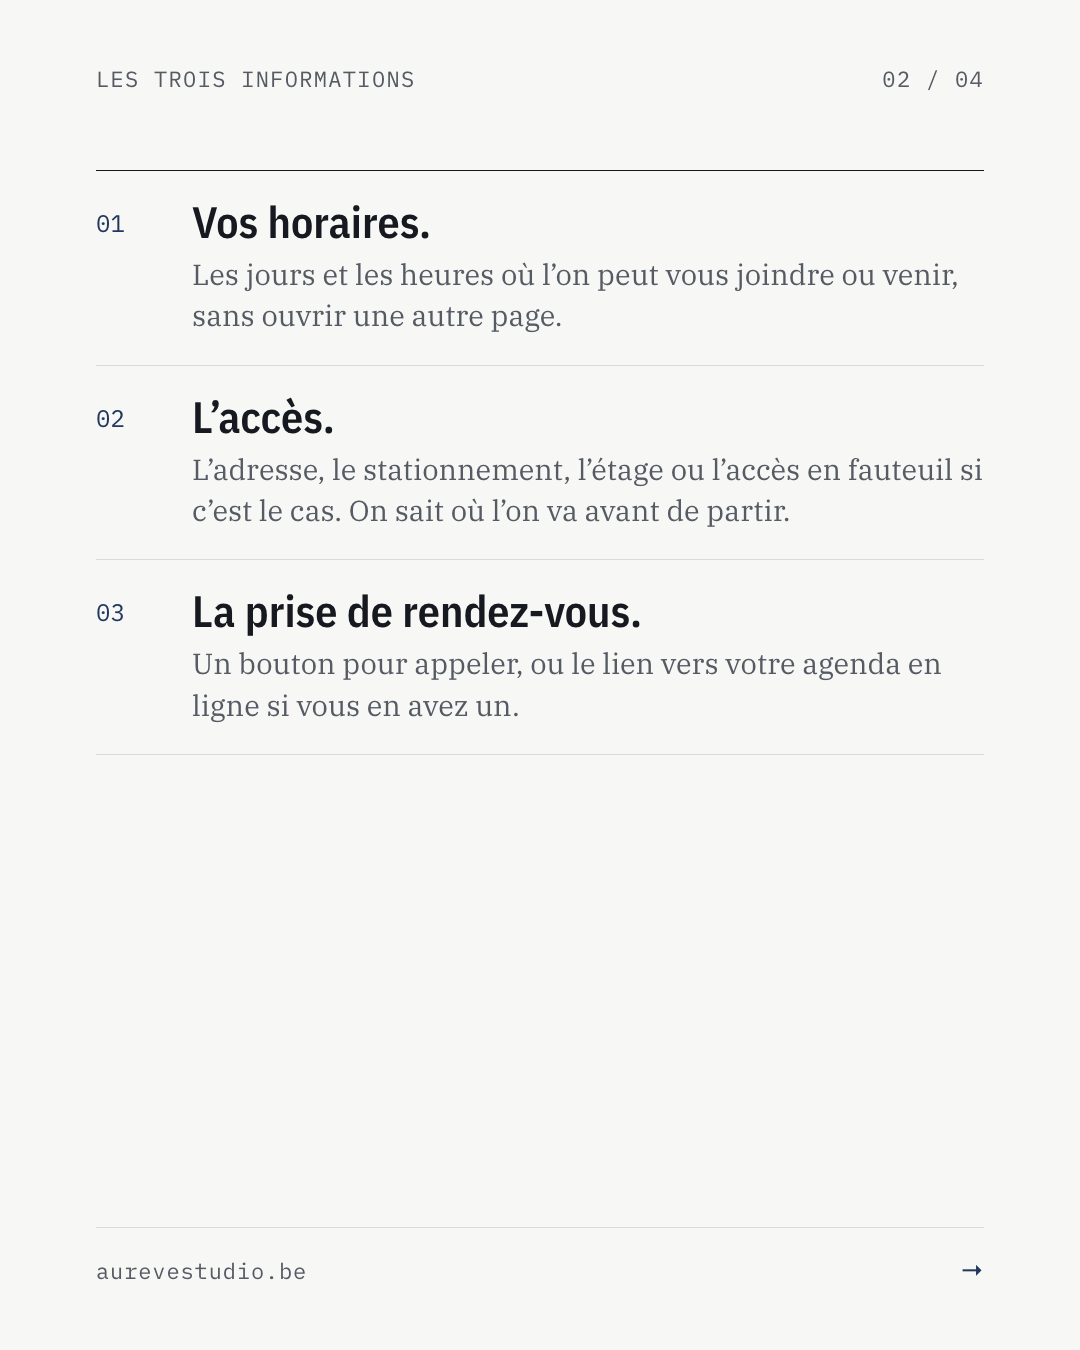 LES TROIS INFORMATIONS
02 / 04
01
Vos horaires.
Les jours et les heures où l’on peut vous joindre ou venir,
sans ouvrir une autre page.
02
L’accès.
L’adresse, le stationnement, l’étage ou l’accès en fauteuil si
c’est le cas. On sait où l’on va avant de partir.
03
La prise de rendez-vous.
Un bouton pour appeler, ou le lien vers votre agenda en
ligne si vous en avez un.
aurevestudio.be
→